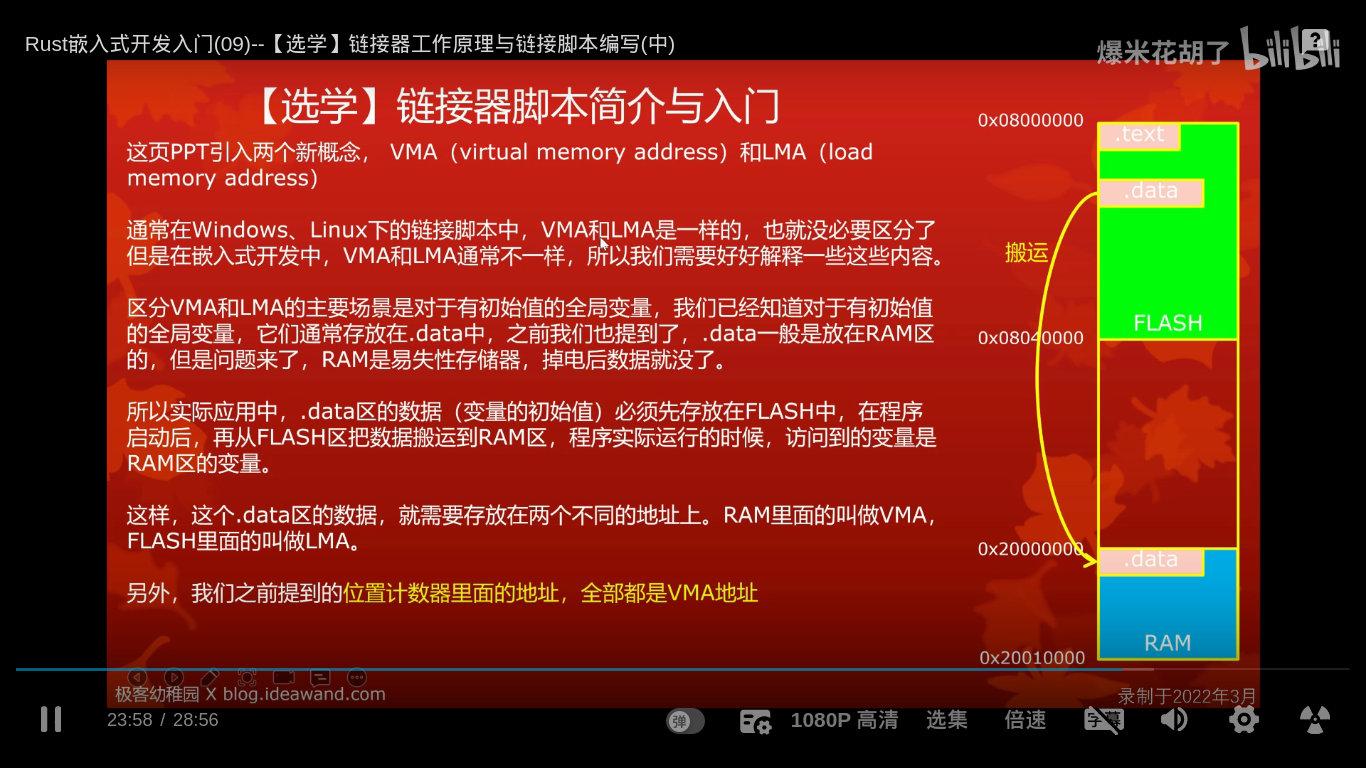 Rust嵌入式开发入门(09)--【选学】链接器工作原理与链接脚本编写(中)
爆米花胡了 bilibili
【选学】链接器脚本简介与入门
这页PPT引入两个新概念， VMA（virtual memory address）和LMA（load
memory address）
通常在Windows、Linux下的链接脚本中，VMA和LMA是一样的，也就没必要区分了
但是在嵌入式开发中，VMA和LMA通常不一样，所以我们需要好好解释一些这些内容。
区分VMA和LMA的主要场景是对于有初始值的全局变量，我们已经知道对于有初始值
的全局变量，它们通常存放在.data中，之前我们也提到了，.data一般是放在RAM区
的，但是问题来了，RAM是易失性存储器，掉电后数据就没了。
所以实际应用中，.data区的数据（变量的初始值）必须先存放在FLASH中，在程序
启动后，再从FLASH区把数据搬运到RAM区，程序实际运行的时候，访问到的变量是
RAM区的变量。
这样，这个.data区的数据，就需要存放在两个不同的地址上。RAM里面的叫做VMA，
FLASH里面的叫做LMA。
另外，我们之前提到的位置计数器里面的地址，全部都是VMA地址
0x08000000
.text
.data
搬运
FLASH
0x08040000
0x20000000
.data
RAM
0x20010000
极客幼稚园 X blog.ideawand.com
录制于2022年3月
23:58 / 28:56
弹
1080P 高清
选集
倍速
字幕